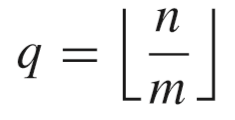 q = ⌊n/m⌋